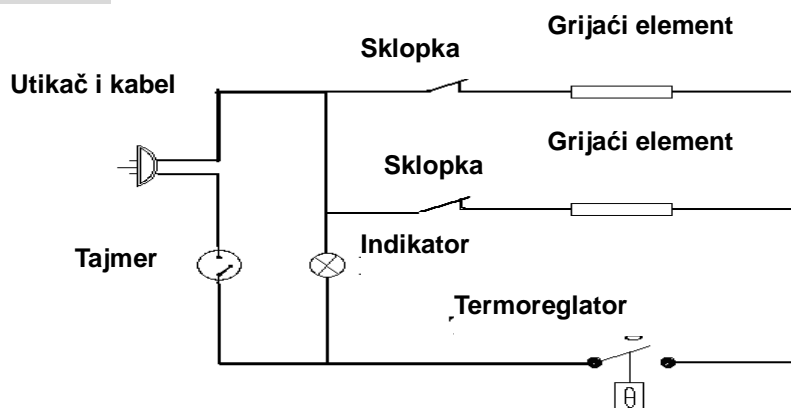 Grijaći element
Sklopka
Utikač i kabel
Grijaći element
Sklopka
Indikator
Tajmer
Termoreglator
θ